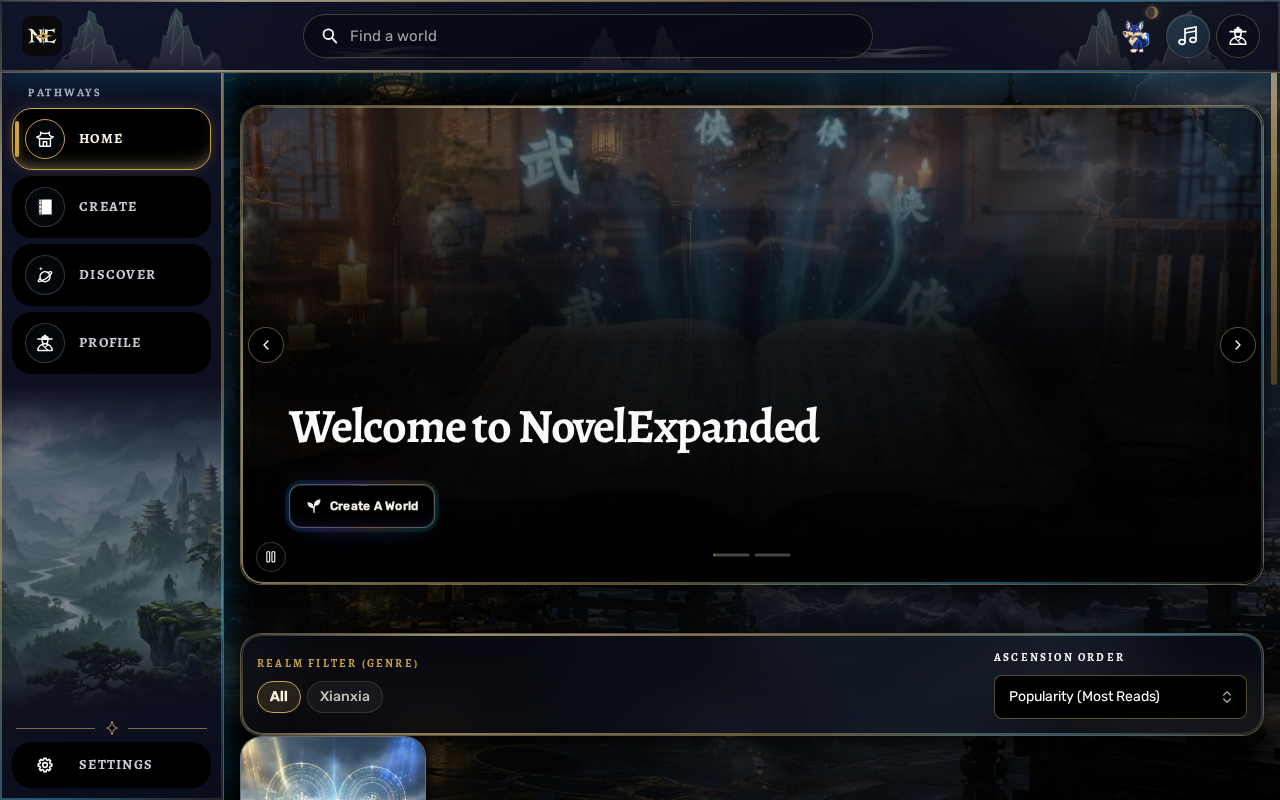 NE
Find a world
PATHWAYS
HOME
CREATE
DISCOVER
PROFILE
SETTINGS
武
侠
侠
侠
武
侠
Welcome to NovelExpanded
Create A World
REALM FILTER (GENRE)
All
Xianxia
ASCENSION ORDER
Popularity (Most Reads)